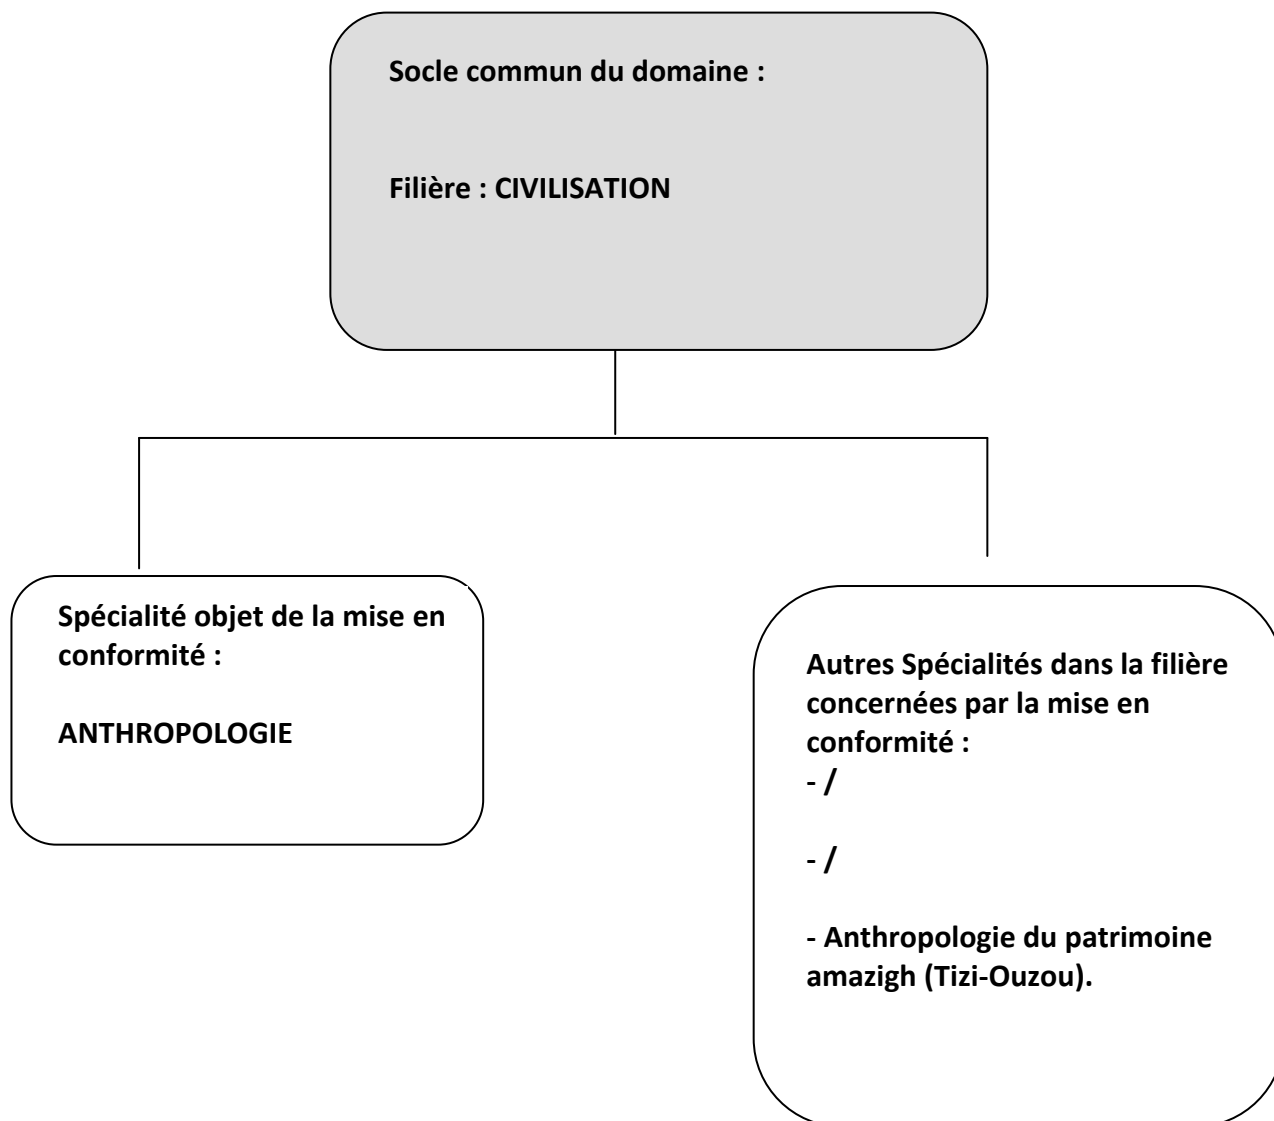 Socle commun du domaine :
Filière : CIVILISATION
Spécialité objet de la mise en
conformité :
ANTHROPOLOGIE
Autres Spécialités dans la filière
concernées par la mise en
conformité :
- /
- /
- Anthropologie du patrimoine
amazigh (Tizi-Ouzou).